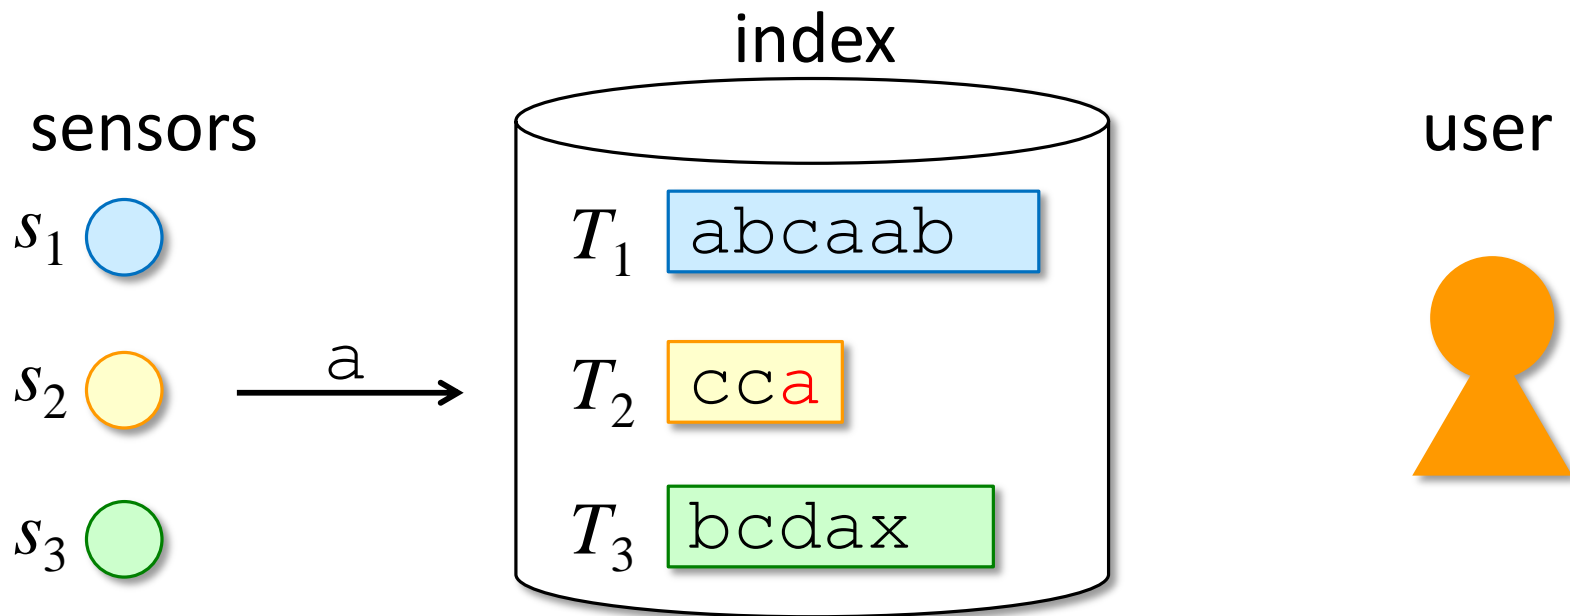 index
sensors
user
s1
T1 abcaab
a
s2
T2 cca
s3
T3 bcdax